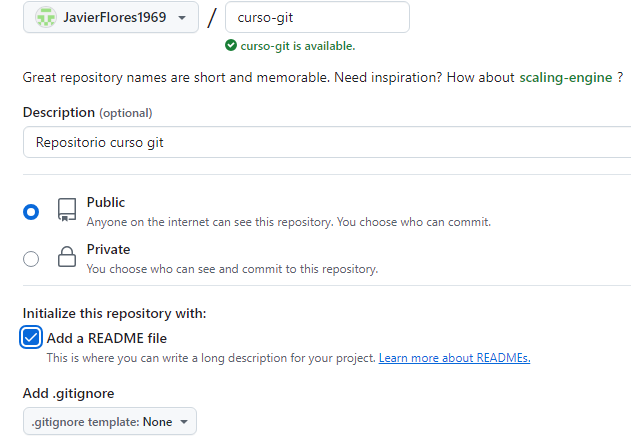 JavierFlores1969 / curso-git
curso-git is available.
Great repository names are short and memorable. Need inspiration? How about scaling-engine ?
Description (optional)
Repositorio curso git
Public
Anyone on the internet can see this repository. You choose who can commit.
Private
You choose who can see and commit to this repository.
Initialize this repository with:
Add a README file
This is where you can write a long description for your project. Learn more about READMEs.
Add .gitignore
.gitignore template: None